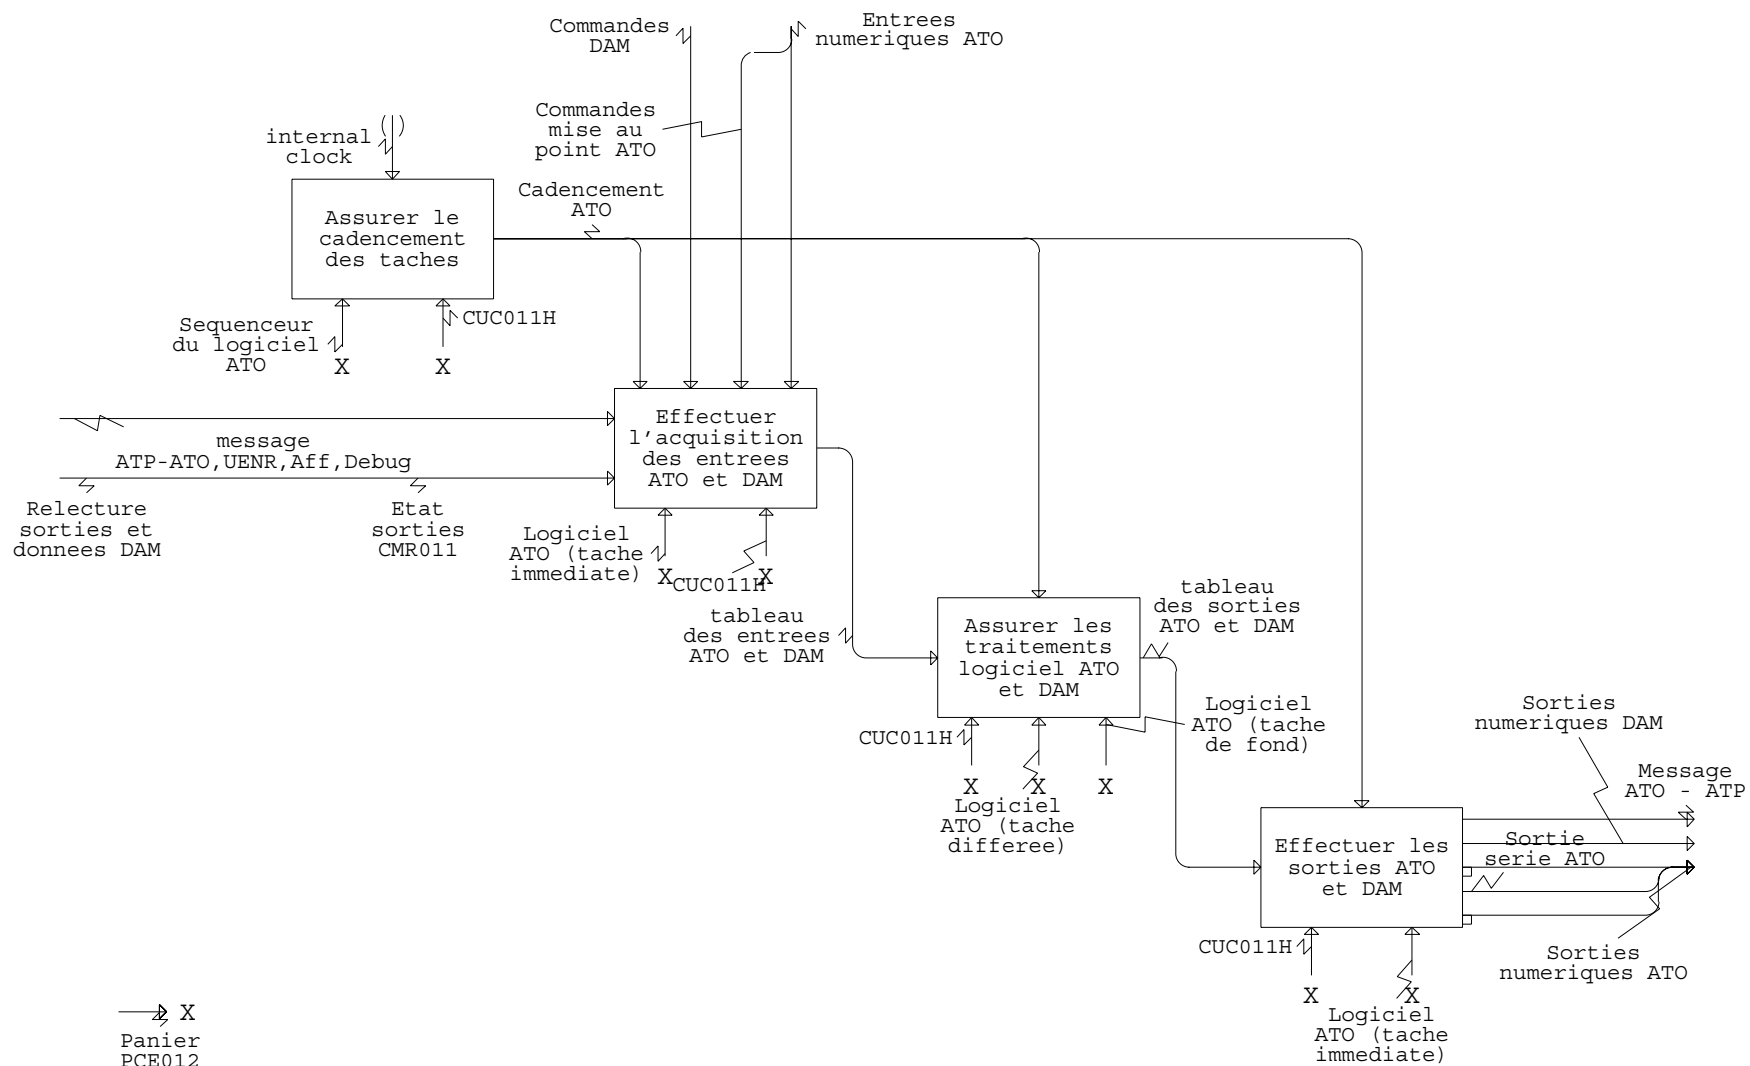 Commandes
DAM
Entrees
numeriques ATO
Commandes
mise au
point ATO
( )
internal
clock
Cadencement
ATO
Assurer le
cadencement
des taches
Sequenceur
du logiciel
ATO
X
CUC011H
X
Effectuer
l'acquisition
des entrees
ATO et DAM
message
ATP-ATO,UENR,Aff,Debug
Relecture
sorties et
donnees DAM
Etat
sorties
CMR011
Logiciel
ATO (tache
immediate)
X
CUC011H
X
tableau
des entrees
ATO et DAM
tableau
des sorties
ATO et DAM
Assurer les
traitements
logiciel ATO
et DAM
Logiciel
ATO (tache
de fond)
CUC011H
X
X
X
Logiciel
ATO (tache
differee)
Sorties
numeriques DAM
Message
ATO - ATP
Effectuer les
sorties ATO
et DAM
Sortie
serie ATO
CUC011H
Sorties
numeriques ATO
X
X
Logiciel
ATO (tache
immediate)
X
Panier
PCE012